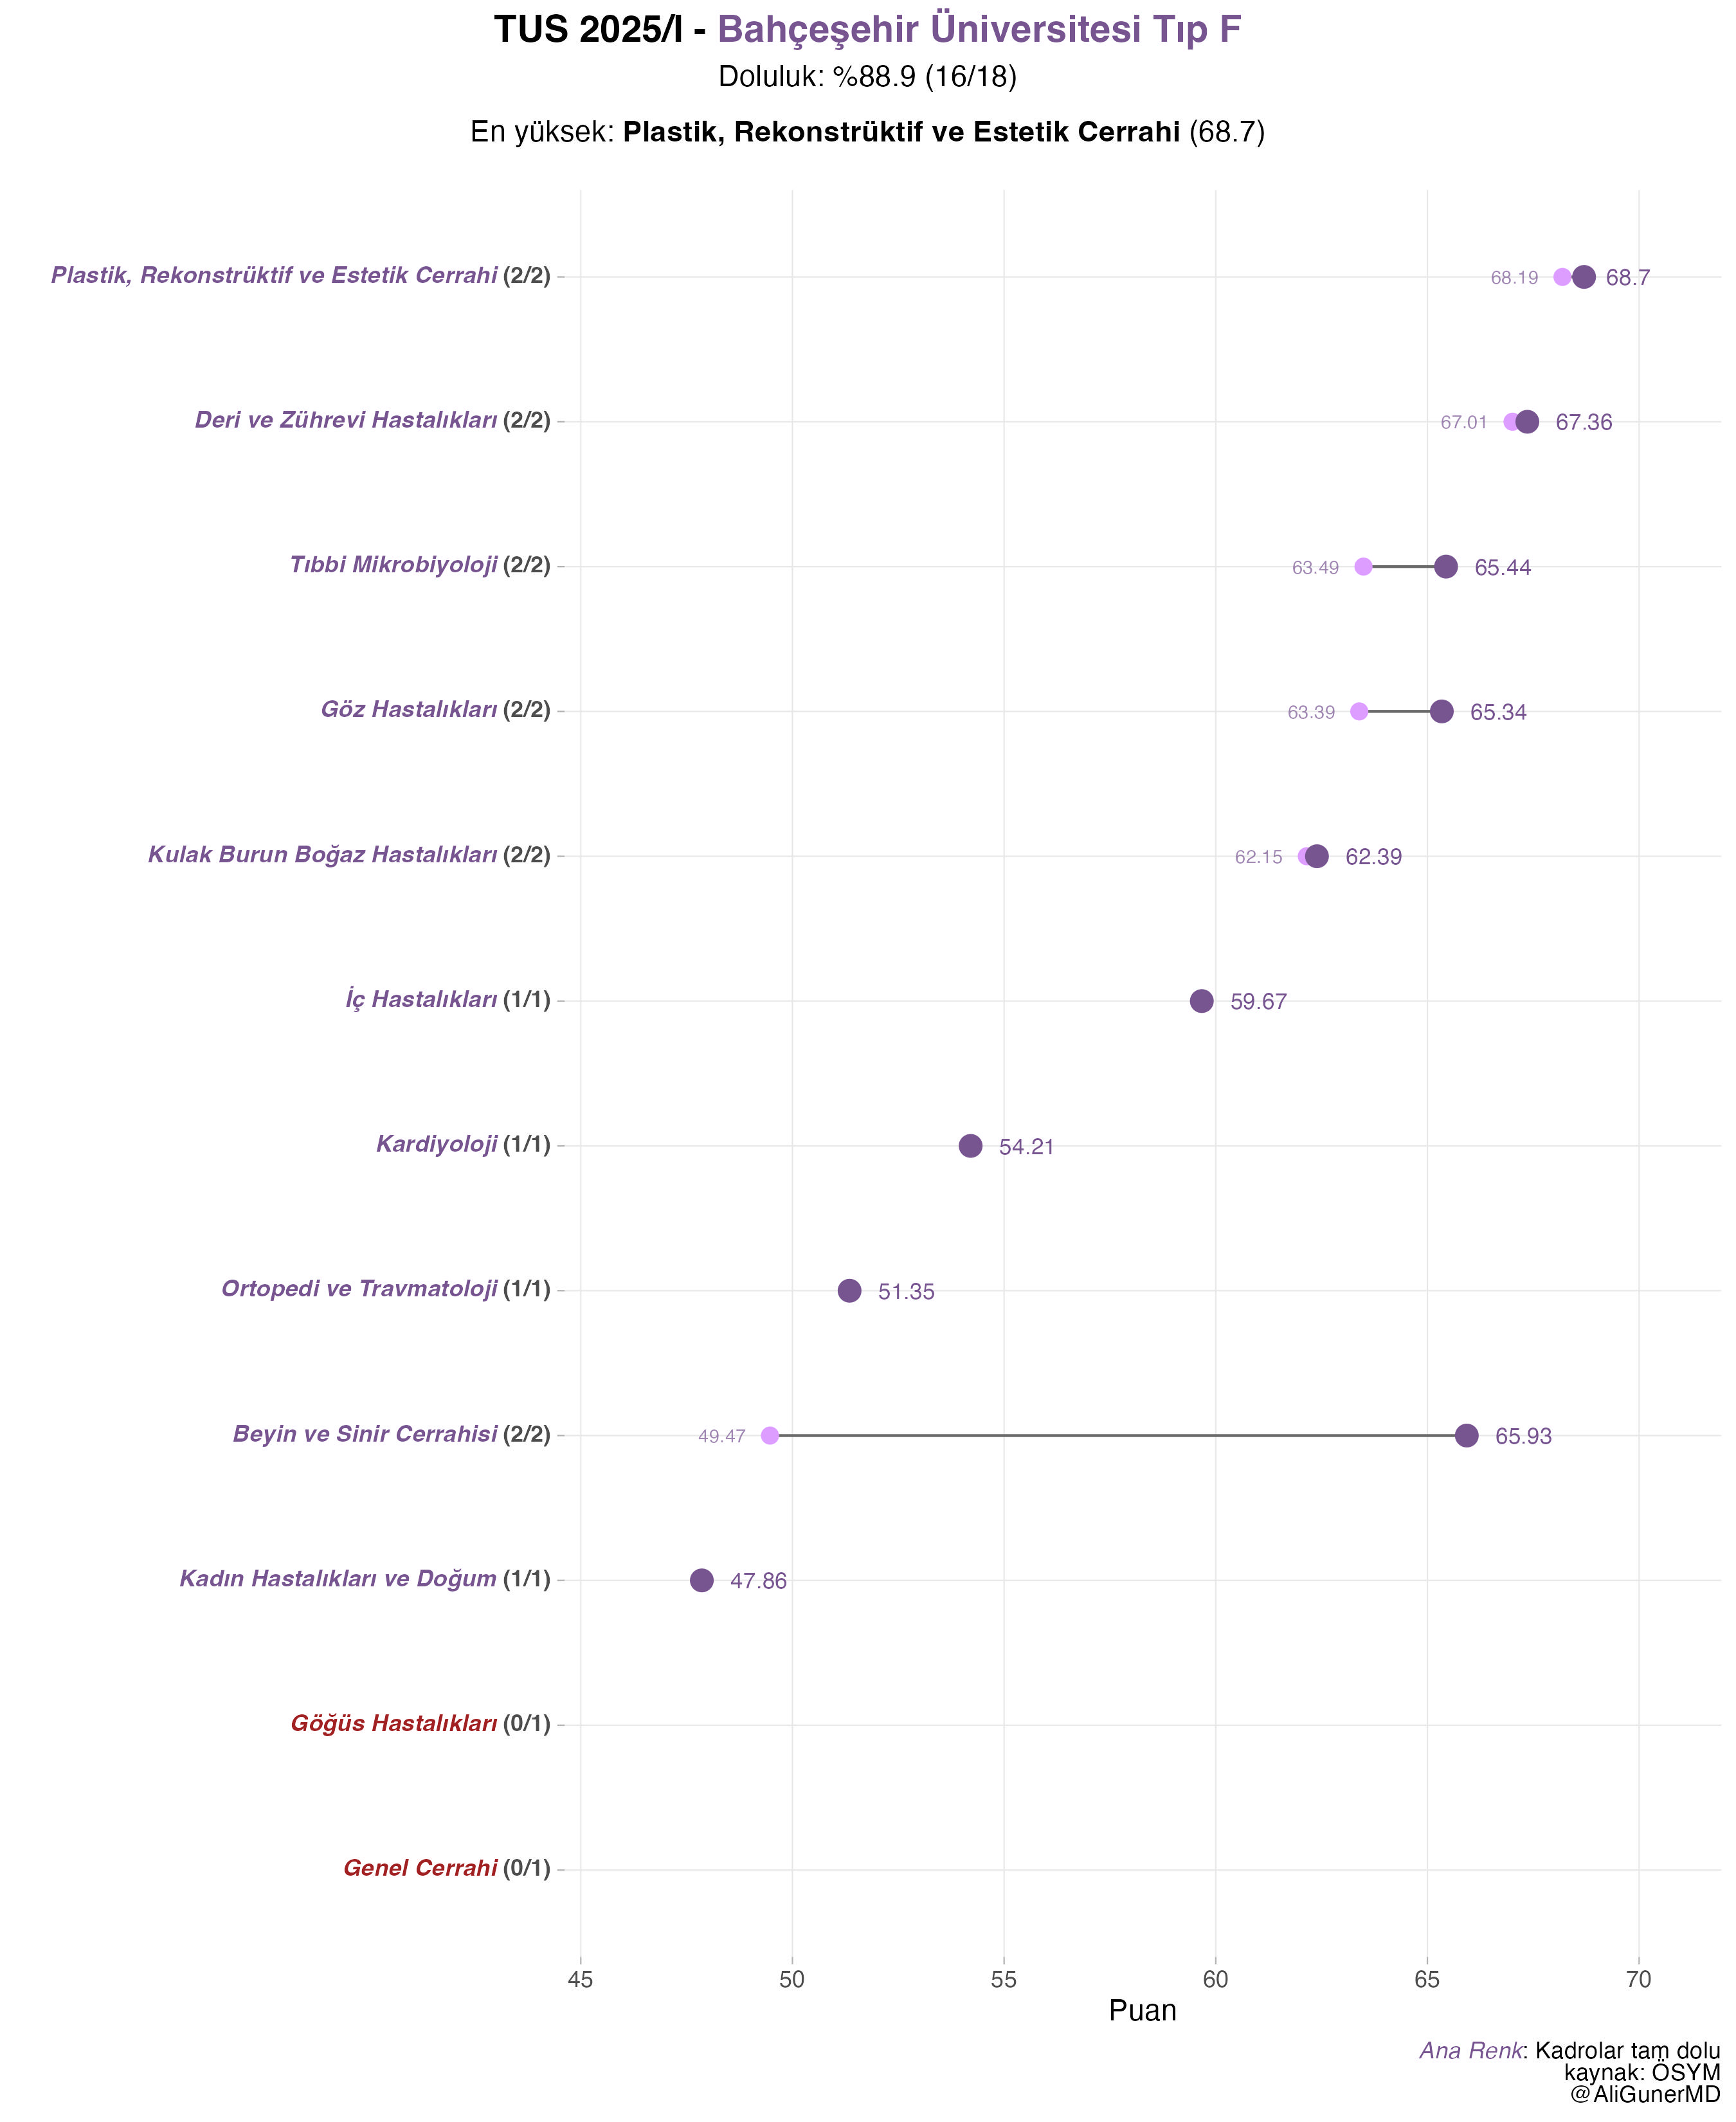 TUS 2025/I - Bahçeşehir Üniversitesi Tıp F
Doluluk: %88.9 (16/18)
En yüksek: Plastik, Rekonstrüktif ve Estetik Cerrahi (68.7)
Plastik, Rekonstrüktif ve Estetik Cerrahi (2/2) 68.19 68.7
Deri ve Zührevi Hastalıkları (2/2) 67.01 67.36
Tıbbi Mikrobiyoloji (2/2) 63.49 65.44
Göz Hastalıkları (2/2) 63.39 65.34
Kulak Burun Boğaz Hastalıkları (2/2) 62.15 62.39
İç Hastalıkları (1/1) 59.67
Kardiyoloji (1/1) 54.21
Ortopedi ve Travmatoloji (1/1) 51.35
Beyin ve Sinir Cerrahisi (2/2) 49.47 65.93
Kadın Hastalıkları ve Doğum (1/1) 47.86
Göğüs Hastalıkları (0/1)
Genel Cerrahi (0/1)
45 50 55 60 65 70
Puan
Ana Renk: Kadrolar tam dolu
kaynak: ÖSYM
@AliGunerMD